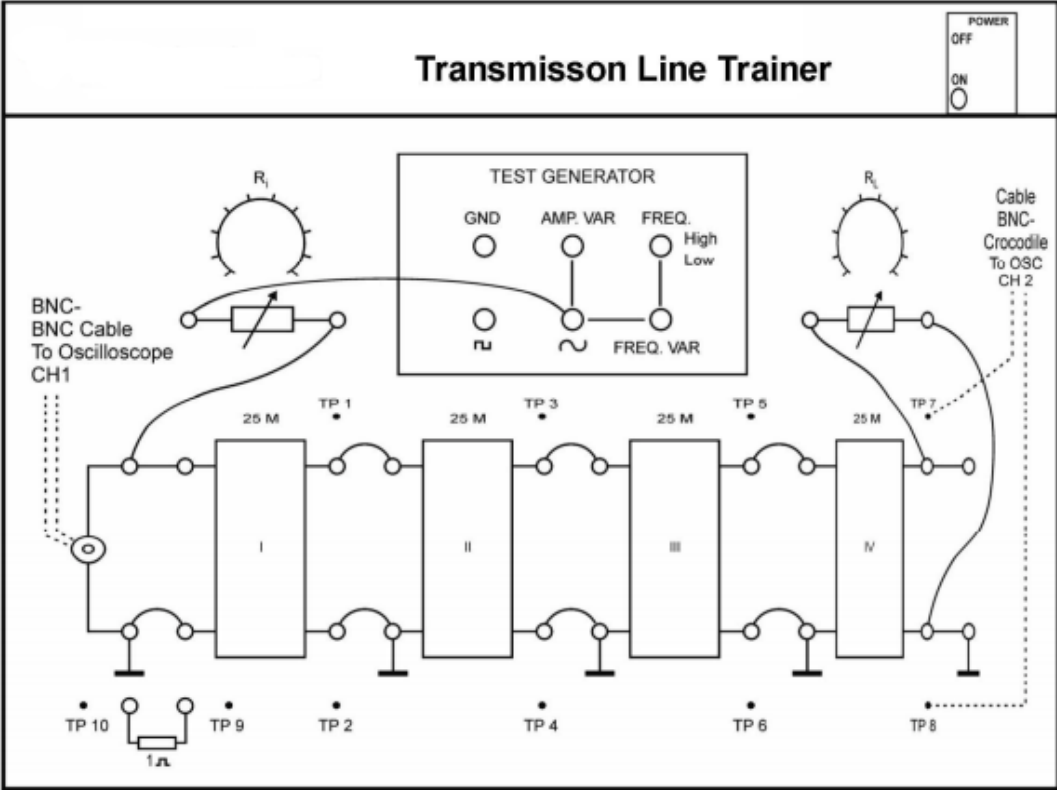 POWER
OFF
ON
Transmisson Line Trainer
TEST GENERATOR
GND
AMP. VAR
FREQ.
High
Low
FREQ. VAR
Ri
RL
BNC-
BNC Cable
To Oscilloscope
CH1
Cable
BNC-
Crocodile
To OSC
CH 2
TP 1
TP 3
TP 5
TP 7
25 M
25 M
25 M
25 M
I
II
III
IV
TP 10
TP 9
TP 2
TP 4
TP 6
TP 8
1